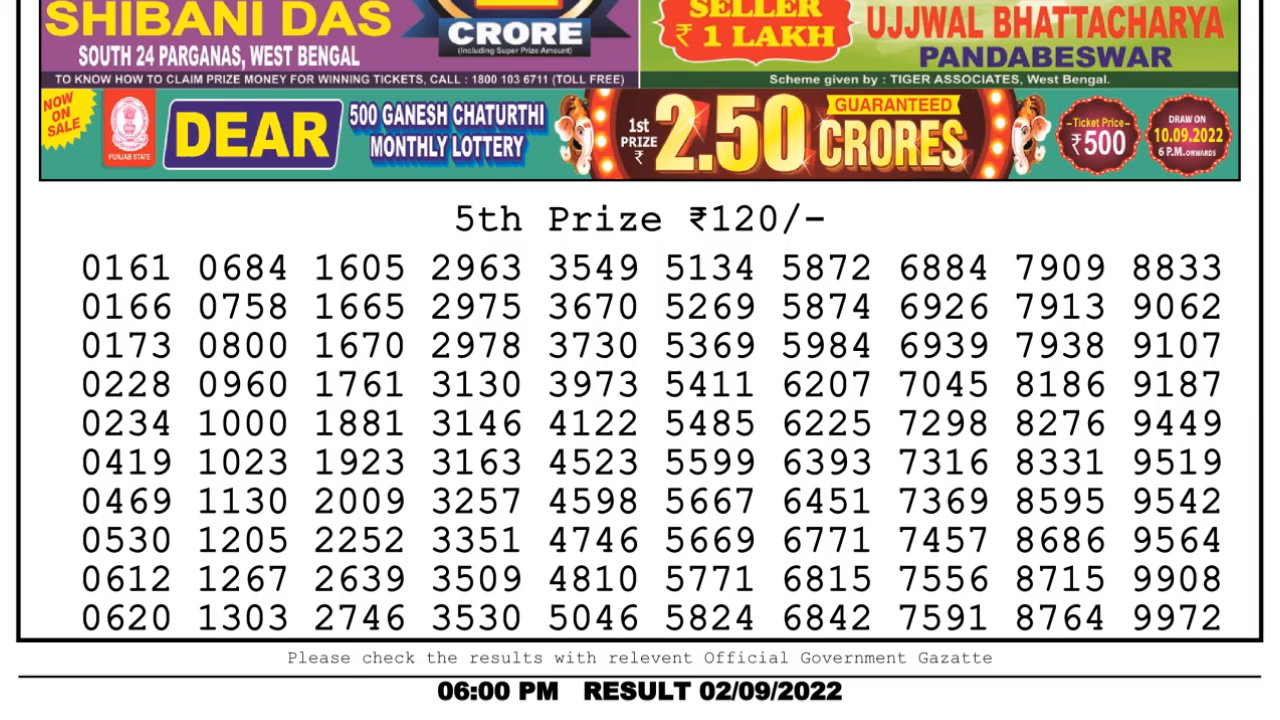 SHIBANI DAS
SOUTH 24 PARGANAS, WEST BENGAL
CRORE
(Including Super Prize Amount)
SELLER
₹ 1 LAKH
UJJWAL BHATTACHARYA
PANDABESWAR
TO KNOW HOW TO CLAIM PRIZE MONEY FOR WINNING TICKETS, CALL : 1800 103 6711 (TOLL FREE)
Scheme given by : TIGER ASSOCIATES, West Bengal.
NOW
ON
SALE
PUNJAB STATE
DEAR
500 GANESH CHATURTHI
MONTHLY LOTTERY
1st
PRIZE
₹
2.50
GUARANTEED
CRORES
Ticket Price
₹500
DRAW ON
10.09.2022
6 P.M. ONWARDS
5th Prize ₹120/-
0161 0684 1605 2963 3549 5134 5872 6884 7909 8833
0166 0758 1665 2975 3670 5269 5874 6926 7913 9062
0173 0800 1670 2978 3730 5369 5984 6939 7938 9107
0228 0960 1761 3130 3973 5411 6207 7045 8186 9187
0234 1000 1881 3146 4122 5485 6225 7298 8276 9449
0419 1023 1923 3163 4523 5599 6393 7316 8331 9519
0469 1130 2009 3257 4598 5667 6451 7369 8595 9542
0530 1205 2252 3351 4746 5669 6771 7457 8686 9564
0612 1267 2639 3509 4810 5771 6815 7556 8715 9908
0620 1303 2746 3530 5046 5824 6842 7591 8764 9972
Please check the results with relevent Official Government Gazatte
06:00 PM RESULT 02/09/2022